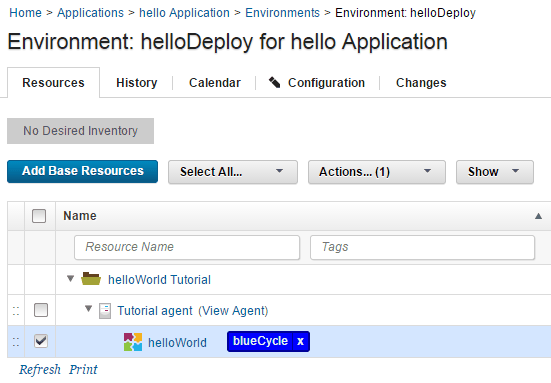 Home > Applications > hello Application > Environments > Environment: helloDeploy
Environment: helloDeploy for hello Application
Resources History Calendar Configuration Changes
No Desired Inventory
Add Base Resources Select All... Actions... (1) Show
Name
Resource Name Tags
helloWorld Tutorial
Tutorial agent (View Agent)
helloWorld blueCycle x
Refresh Print